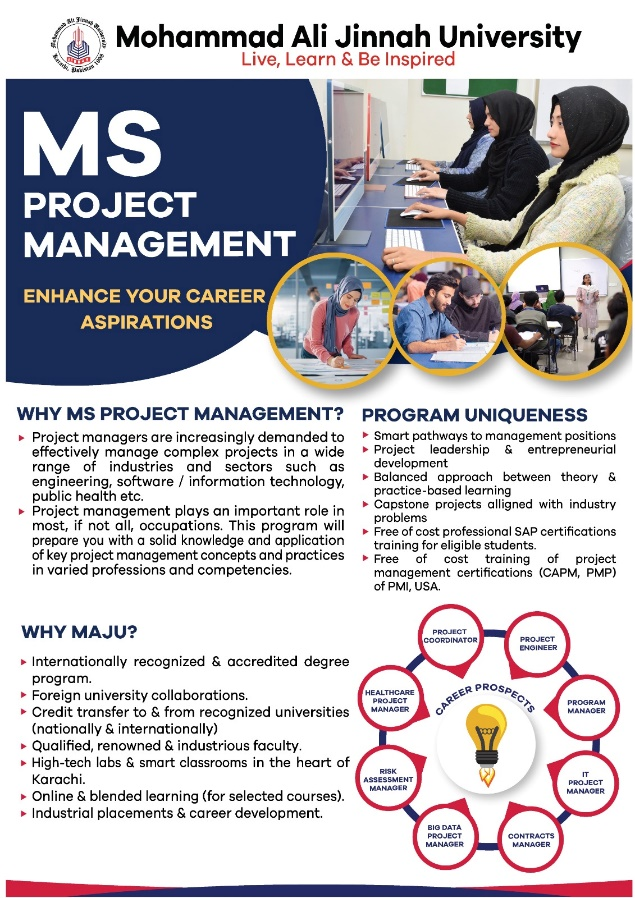 Mohammad Ali Jinnah University
Live, Learn & Be Inspired
MS
PROJECT
MANAGEMENT
ENHANCE YOUR CAREER
ASPIRATIONS
WHY MS PROJECT MANAGEMENT?
Project managers are increasingly demanded to
effectively manage complex projects in a wide
range of industries and sectors such as
engineering, software / information technology,
public health etc.
Project management plays an important role in
most, if not all, occupations. This program will
prepare you with a solid knowledge and application
of key project management concepts and practices
in varied professions and competencies.
PROGRAM UNIQUENESS
Smart pathways to management positions
Project leadership & entrepreneurial
development
Balanced approach between theory &
practice-based learning
Capstone projects alligned with industry
problems
Free of cost professional SAP certifications
training for eligible students.
Free of cost training of project
management certifications (CAPM, PMP)
of PMI, USA.
WHY MAJU?
Internationally recognized & accredited degree
program.
Foreign university collaborations.
Credit transfer to & from recognized universities
(nationally & internationally)
Qualified, renowned & industrious faculty.
High-tech labs & smart classrooms in the heart of
Karachi.
Online & blended learning (for selected courses).
Industrial placements & career development.
CAREER PROSPECTS
PROJECT
COORDINATOR
PROJECT
ENGINEER
PROGRAM
MANAGER
IT
PROJECT
MANAGER
CONTRACTS
MANAGER
BIG DATA
PROJECT
MANAGER
RISK
ASSESSMENT
MANAGER
HEALTHCARE
PROJECT
MANAGER